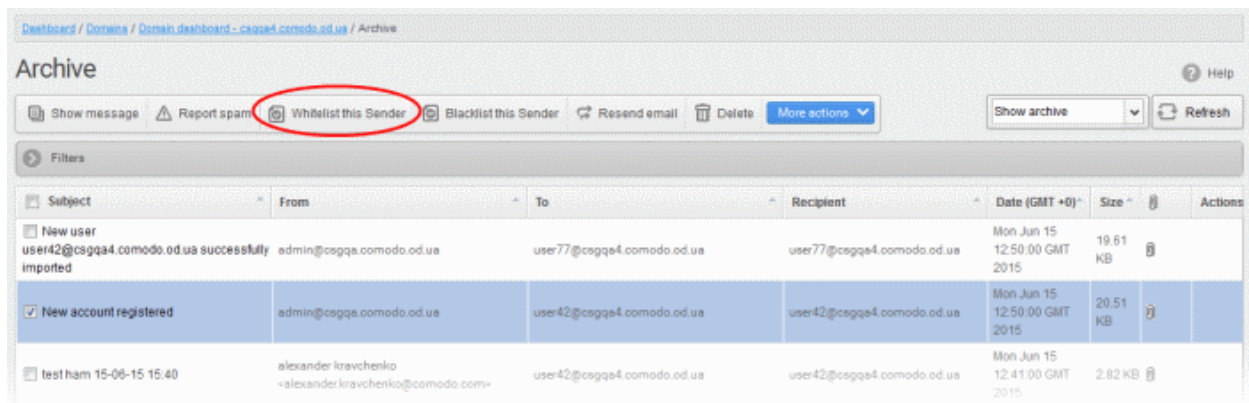 Dashboard / Domains / Domain dashboard - csgqa4.comodo.od.ua / Archive
Archive
Help
Show message Report spam Whitelist this Sender Blacklist this Sender Resend email Delete More actions Show archive Refresh
Filters
Subject From To Recipient Date (GMT +0) Size Actions
New user
user42@csgqa4.comodo.od.ua successfully
imported
admin@csgqa.comodo.od.ua
user77@csgqa4.comodo.od.ua
user77@csgqa4.comodo.od.ua
Mon Jun 15
12:50:00 GMT
2015
19.61
KB
New account registered
admin@csgqa.comodo.od.ua
user42@csgqa4.comodo.od.ua
user42@csgqa4.comodo.od.ua
Mon Jun 15
12:50:00 GMT
2015
20.51
KB
test ham 15-06-15 15:40
alexander kravchenko
<alexander.kravchenko@comodo.com>
user42@csgqa4.comodo.od.ua
user42@csgqa4.comodo.od.ua
Mon Jun 15
12:41:00 GMT
2015
2.82 KB